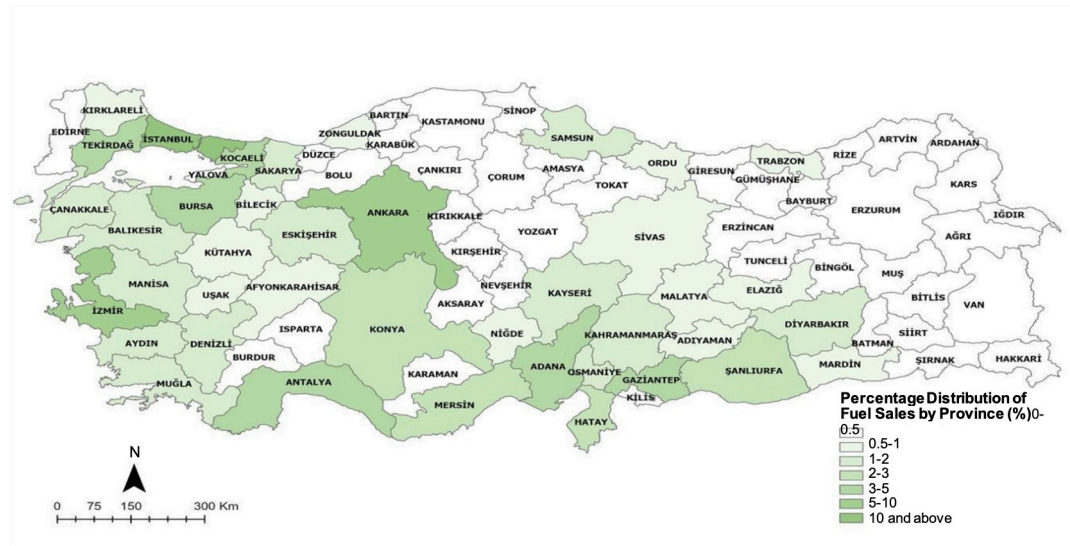 KIRKLARELİ
EDİRNE
TEKİRDAĞ
İSTANBUL
KOCAELİ
YALOVA
SAKARYA
DÜZCE
ZONGULDAK
BARTIN
KARABÜK
KASTAMONU
SİNOP
SAMSUN
ORDU
GİRESUN
TRABZON
RİZE
ARTVİN
ARDAHAN
BOLU
ÇANKIRI
ÇORUM
AMASYA
TOKAT
GÜMÜŞHANE
BAYBURT
ERZURUM
KARS
IĞDIR
AĞRI
ÇANAKKALE
BALIKESİR
BURSA
BİLECİK
ESKİŞEHİR
ANKARA
KIRIKKALE
YOZGAT
SİVAS
ERZİNCAN
TUNCELİ
BİNGÖL
MUŞ
KÜTAHYA
KIRŞEHİR
MANİSA
UŞAK
AFYONKARAHİSAR
NEVŞEHİR
AKSARAY
KAYSERİ
MALATYA
ELAZIĞ
BİTLİS
VAN
İZMİR
AYDIN
DENİZLİ
ISPARTA
BURDUR
KONYA
NİĞDE
KAHRAMANMARAŞ
ADIYAMAN
DİYARBAKIR
BATMAN
SİİRT
MUĞLA
ANTALYA
KARAMAN
MERSİN
ADANA
OSMANİYE
GAZİANTEP
KİLİS
HATAY
ŞANLIURFA
MARDİN
ŞIRNAK
HAKKARİ
Percentage Distribution of
Fuel Sales by Province (%)0-
0.5
0.5-1
1-2
2-3
3-5
5-10
10 and above
N
0 75 150 300 Km